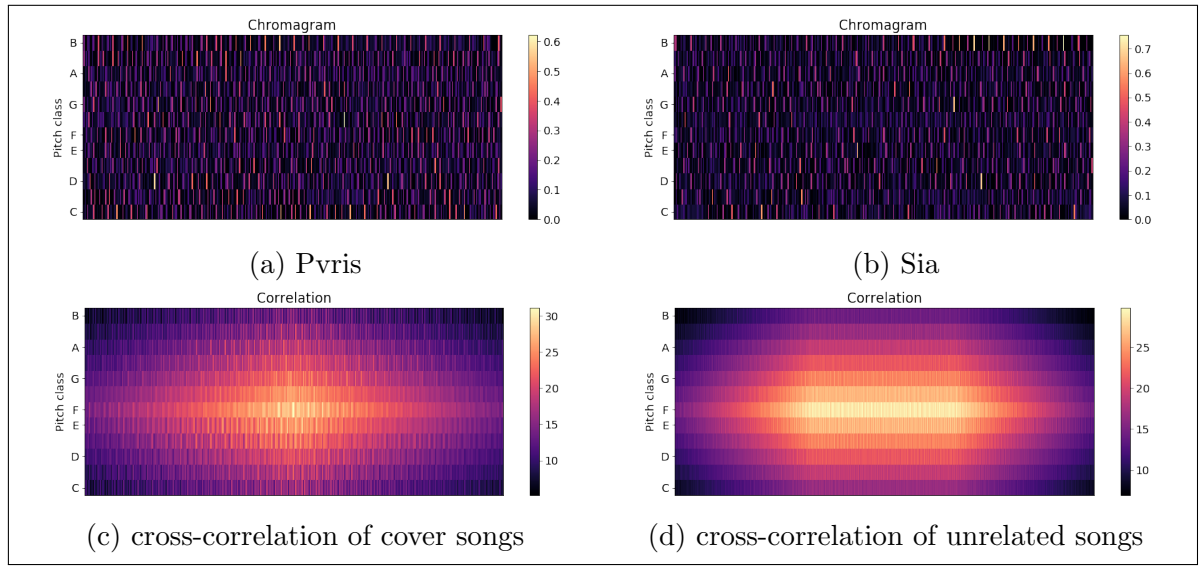 Chromagram
B
A
G
F
E
D
C
Pitch class
0.6
0.5
0.4
0.3
0.2
0.1
0.0
(a) Pvris
Chromagram
B
A
G
F
E
D
C
Pitch class
0.7
0.6
0.5
0.4
0.3
0.2
0.1
0.0
(b) Sia
Correlation
B
A
G
F
E
D
C
Pitch class
30
25
20
15
10
(c) cross-correlation of cover songs
Correlation
B
A
G
F
E
D
C
Pitch class
25
20
15
10
(d) cross-correlation of unrelated songs